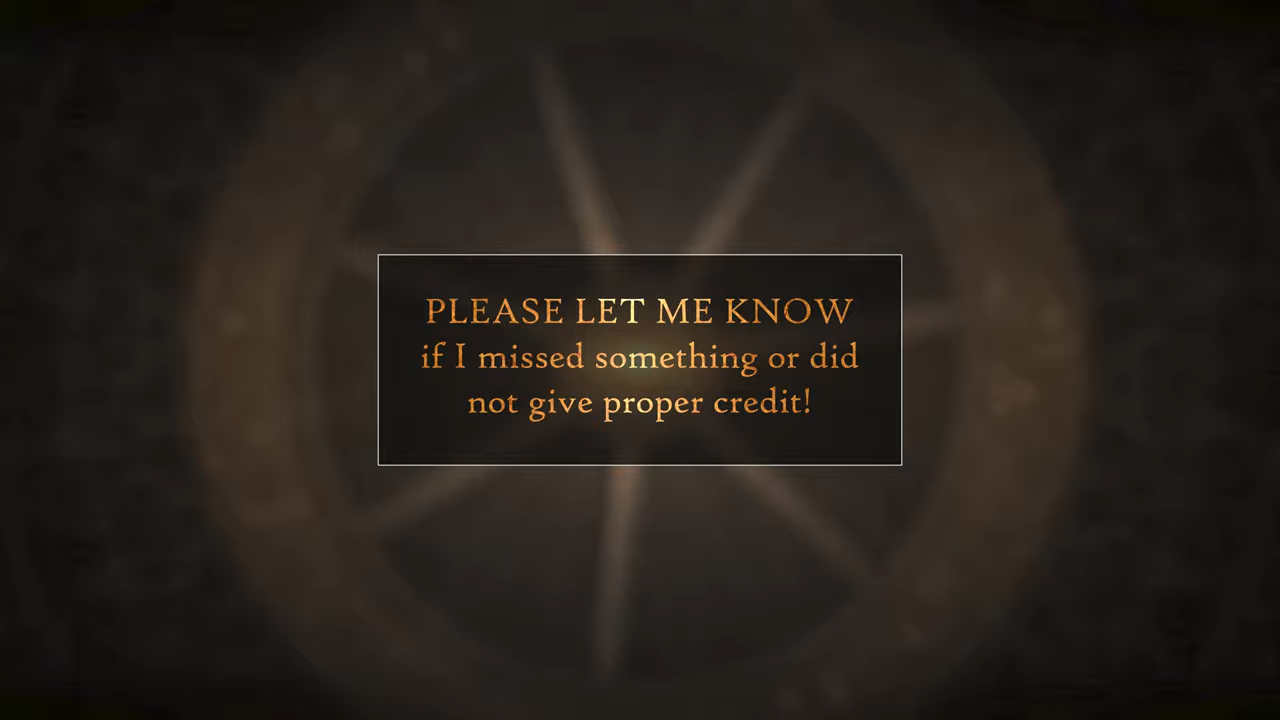 PLEASE LET ME KNOW
if I missed something or did
not give proper credit!